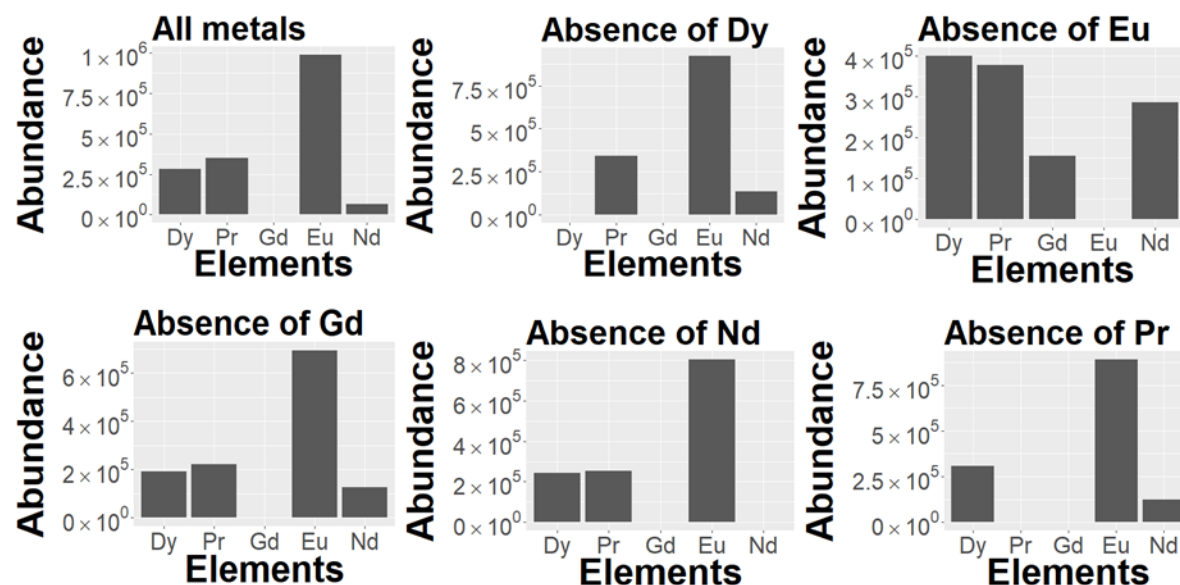 All metals
Abundance
1 × 10⁶
7.5 × 10⁵
5 × 10⁵
2.5 × 10⁵
0 × 10⁰
Dy Pr Gd Eu Nd
Elements
Absence of Dy
Abundance
7.5 × 10⁵
5 × 10⁵
2.5 × 10⁵
0 × 10⁰
Dy Pr Gd Eu Nd
Elements
Absence of Eu
Abundance
4 × 10⁵
3 × 10⁵
2 × 10⁵
1 × 10⁵
0 × 10⁰
Dy Pr Gd Eu Nd
Elements
Absence of Gd
Abundance
6 × 10⁵
4 × 10⁵
2 × 10⁵
0 × 10⁰
Dy Pr Gd Eu Nd
Elements
Absence of Nd
Abundance
8 × 10⁵
6 × 10⁵
4 × 10⁵
2 × 10⁵
0 × 10⁰
Dy Pr Gd Eu Nd
Elements
Absence of Pr
Abundance
7.5 × 10⁵
5 × 10⁵
2.5 × 10⁵
0 × 10⁰
Dy Pr Gd Eu Nd
Elements